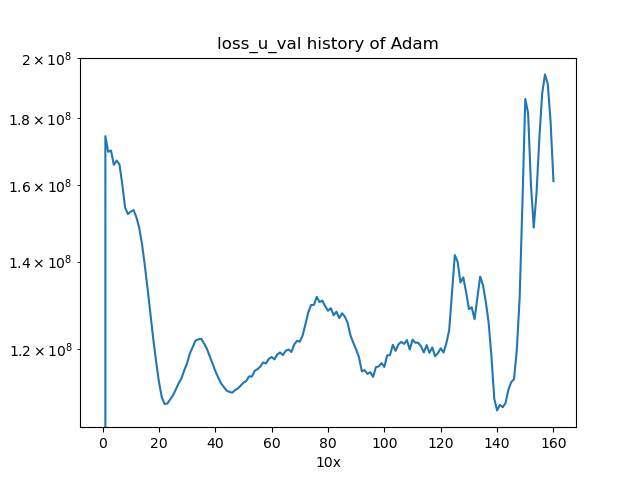 loss_u_val history of Adam
2 × 10⁸
1.8 × 10⁸
1.6 × 10⁸
1.4 × 10⁸
1.2 × 10⁸
0 20 40 60 80 100 120 140 160
10x